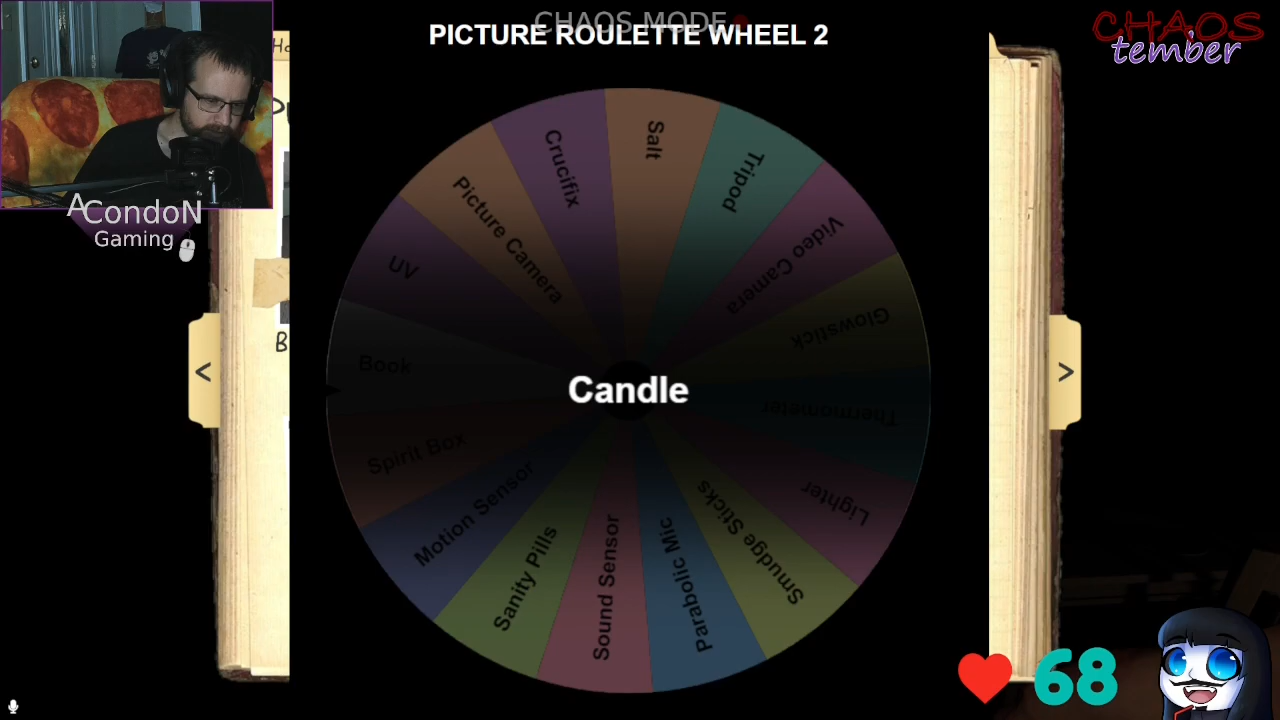 CHAOS MODE
PICTURE ROULETTE WHEEL 2
CHAOS
tember
ACondoN
Gaming
Ho
B
<
>
Salt
Tripod
Video Camera
Glowstick
Thermometer
Lighter
Smudge Sticks
Parabolic Mic
Sound Sensor
Sanity Pills
Motion Sensor
Spirit Box
Book
UV
Picture Camera
Crucifix
Candle
68